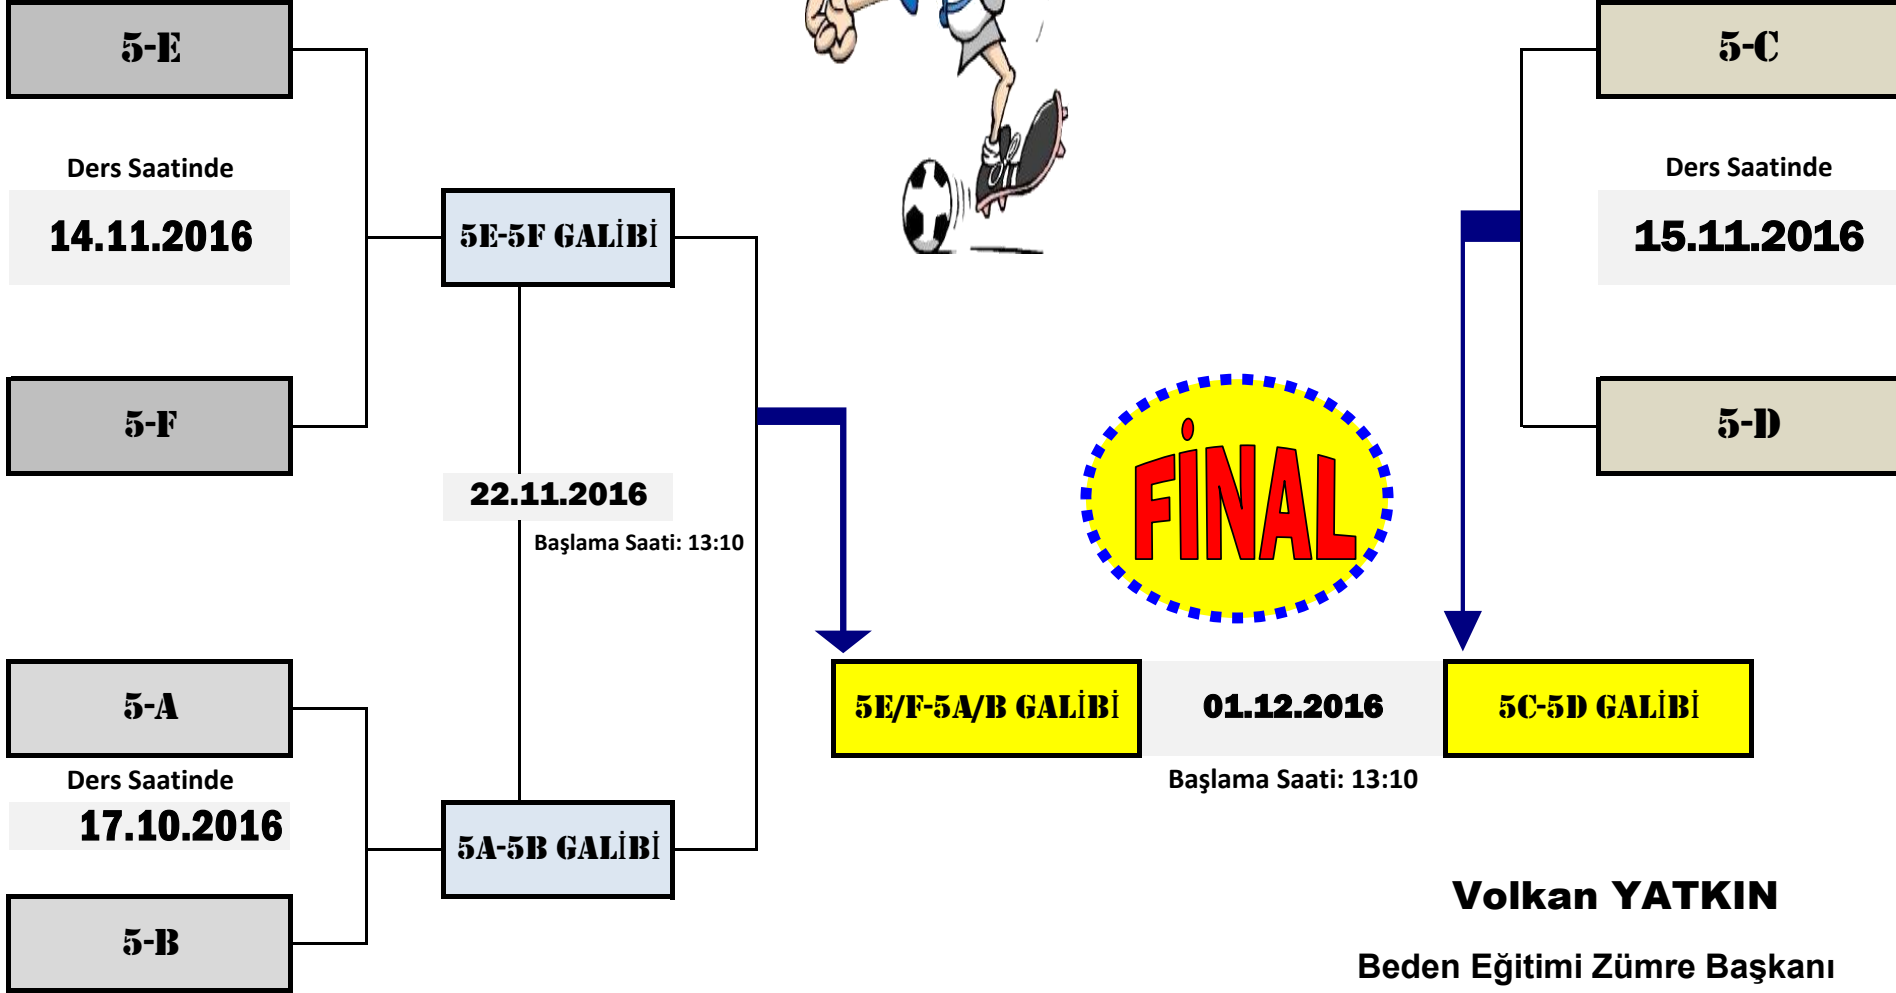 5-E
5-C
Ders Saatinde
Ders Saatinde
14.11.2016
5E-5F GALİBİ
15.11.2016
5-F
FİNAL
5-D
22.11.2016
Başlama Saati: 13:10
5-A
5E/F-5A/B GALİBİ
01.12.2016
5C-5D GALİBİ
Ders Saatinde
Başlama Saati: 13:10
17.10.2016
5A-5B GALİBİ
Volkan YATKIN
5-B
Beden Eğitimi Zümre Başkanı